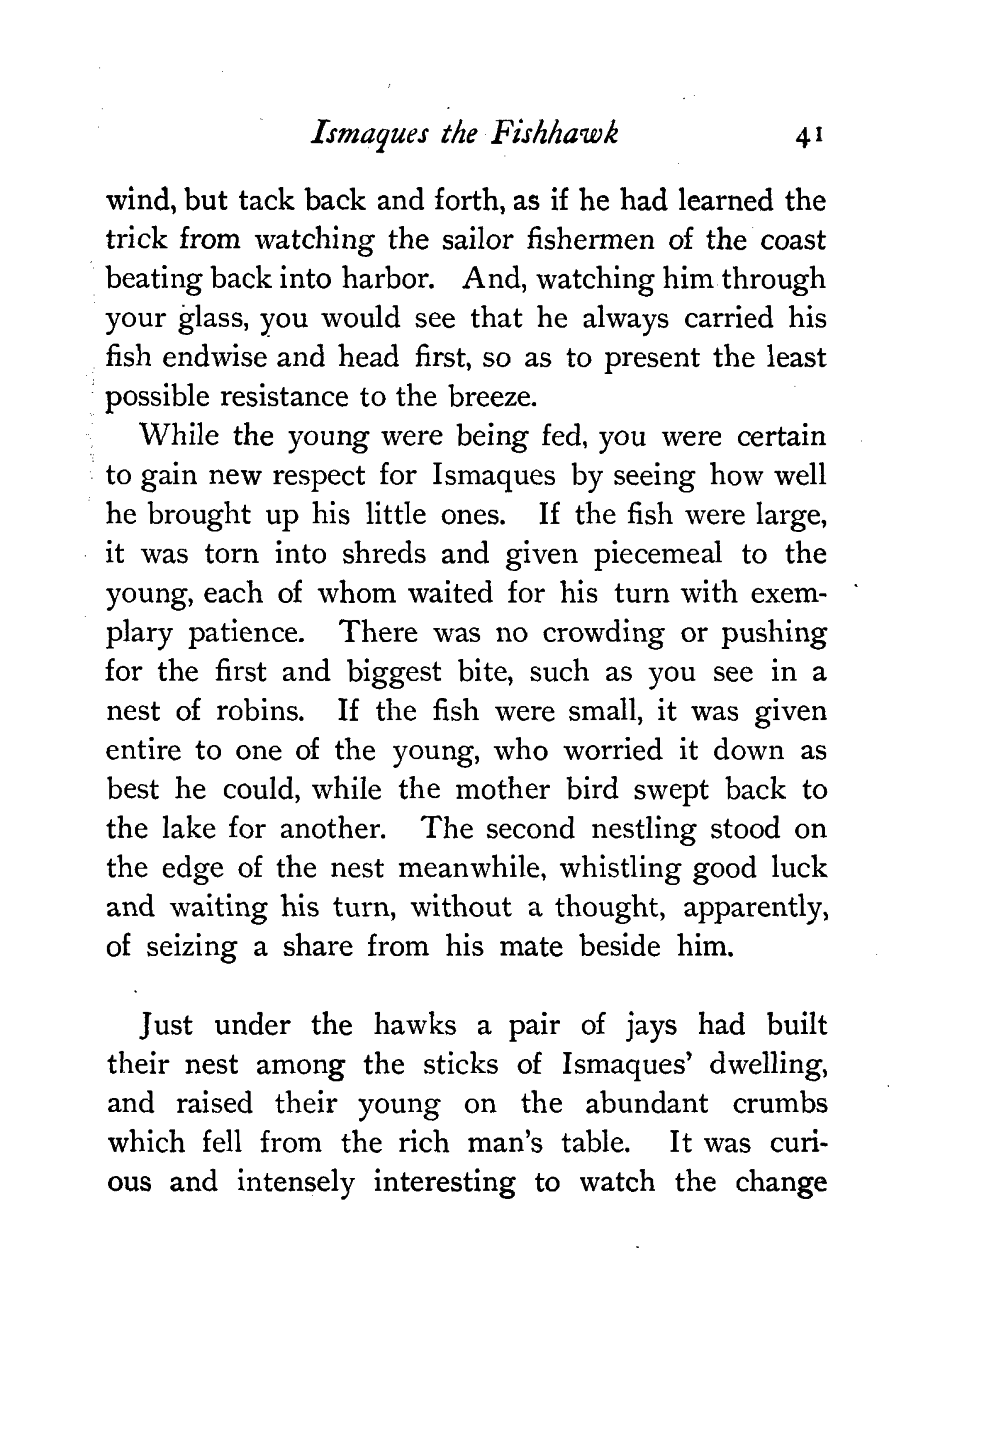 Ismaques the Fishhawk 41
wind, but tack back and forth, as if he had learned the
trick from watching the sailor fishermen of the coast
beating back into harbor. And, watching him through
your glass, you would see that he always carried his
fish endwise and head first, so as to present the least
possible resistance to the breeze.
While the young were being fed, you were certain
to gain new respect for Ismaques by seeing how well
he brought up his little ones. If the fish were large,
it was torn into shreds and given piecemeal to the
young, each of whom waited for his turn with exem-
plary patience. There was no crowding or pushing
for the first and biggest bite, such as you see in a
nest of robins. If the fish were small, it was given
entire to one of the young, who worried it down as
best he could, while the mother bird swept back to
the lake for another. The second nestling stood on
the edge of the nest meanwhile, whistling good luck
and waiting his turn, without a thought, apparently,
of seizing a share from his mate beside him.
Just under the hawks a pair of jays had built
their nest among the sticks of Ismaques' dwelling,
and raised their young on the abundant crumbs
which fell from the rich man's table. It was curi-
ous and intensely interesting to watch the change